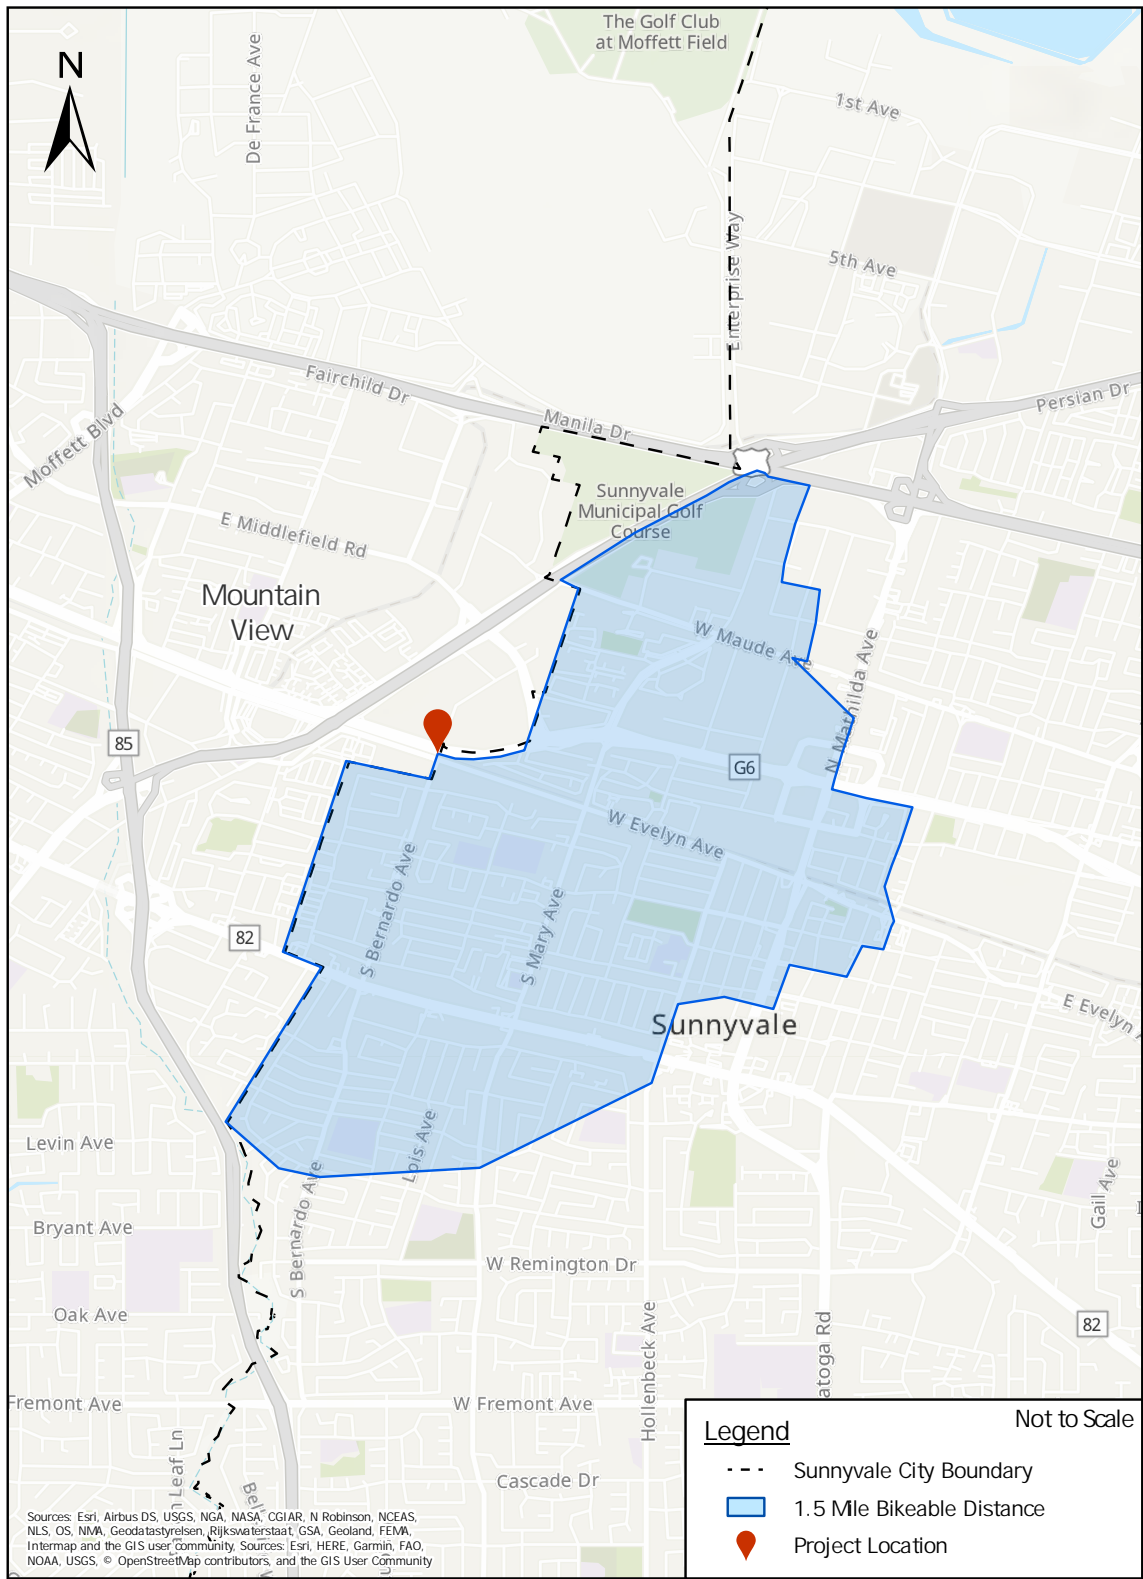 The Golf Club
at Moffett Field
N
De France Ave
1st Ave
Enterprise Way
5th Ave
Fairchild Dr
Manila Dr
Persian Dr
Moffett Blvd
Sunnyvale
Municipal Golf
Course
E Middlefield Rd
Mountain
View
W Maude Ave
N Mathilda Ave
85
G6
W Evelyn Ave
S Bernardo Ave
S Mary Ave
82
Sunnyvale
E Evelyn A
Levin Ave
Lois Ave
Gail Ave
S Bernardo Ave
Bryant Ave
W Remington Dr
Oak Ave
Hollenbeck Ave
atoga Rd
82
Fremont Ave
W Fremont Ave
n Leaf Ln
Cascade Dr
Legend
Not to Scale
Sunnyvale City Boundary
1.5 Mile Bikeable Distance
Project Location
Sources: Esri, Airbus DS, USGS, NGA, NASA, CGIAR, N Robinson, NCEAS,
NLS, OS, NMA, Geodatastyrelsen, Rijkswaterstaat, GSA, Geoland, FEMA,
Intermap and the GIS user community, Sources: Esri, HERE, Garmin, FAO,
NOAA, USGS, © OpenStreetMap contributors, and the GIS User Community